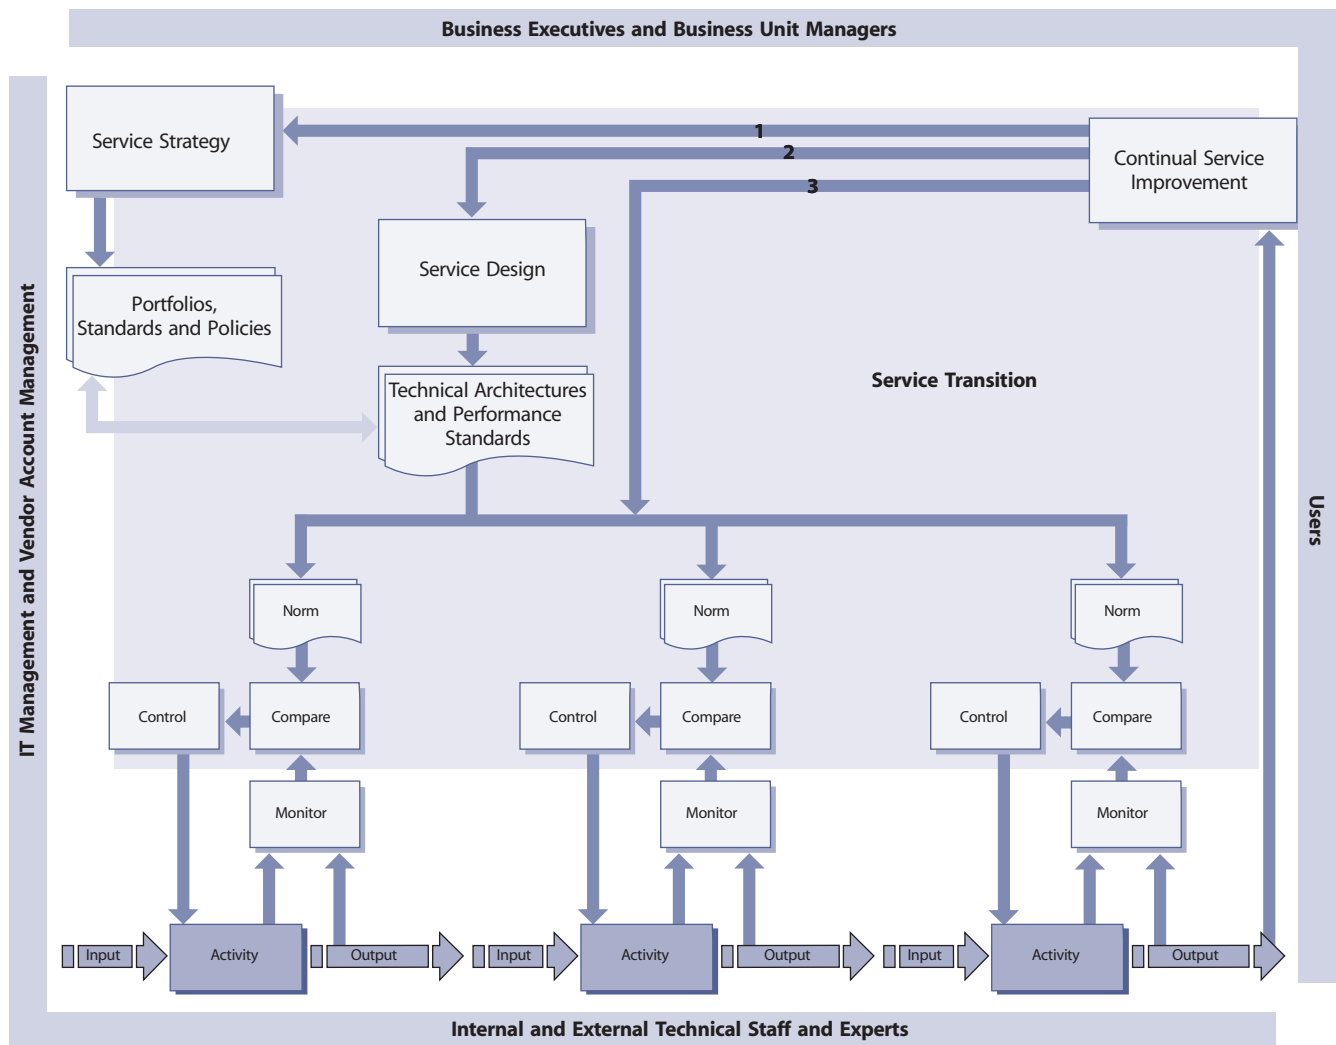 Business Executives and Business Unit Managers
IT Management and Vendor Account Management
Service Strategy
1
2
3
Continual Service
Improvement
Service Design
Portfolios,
Standards and Policies
Technical Architectures
and Performance
Standards
Service Transition
Users
Norm
Norm
Norm
Control
Compare
Control
Compare
Control
Compare
Monitor
Monitor
Monitor
Input
Activity
Output
Input
Activity
Output
Input
Activity
Output
Internal and External Technical Staff and Experts